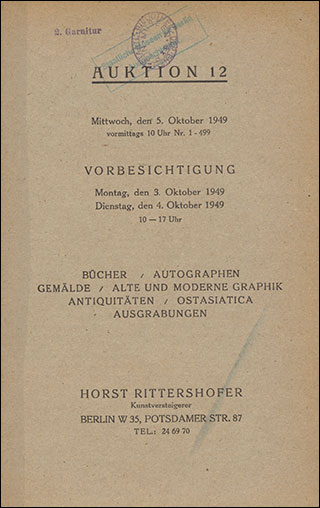 2. Garnitur
AUKTION 12
Mittwoch, den 5. Oktober 1949
vormittags 10 Uhr Nr. 1-499
VORBESICHTIGUNG
Montag, den 3. Oktober 1949
Dienstag, den 4. Oktober 1949
10 — 17 Uhr
BÜCHER / AUTOGRAPHEN
GEMÄLDE / ALTE UND MODERNE GRAPHIK
ANTIQUITÄTEN / OSTASIATICA
AUSGRABUNGEN
HORST RITTERSHOFER
Kunstversteigerer
BERLIN W 35, POTSDAMER STR. 87
TEL.: 24 69 70